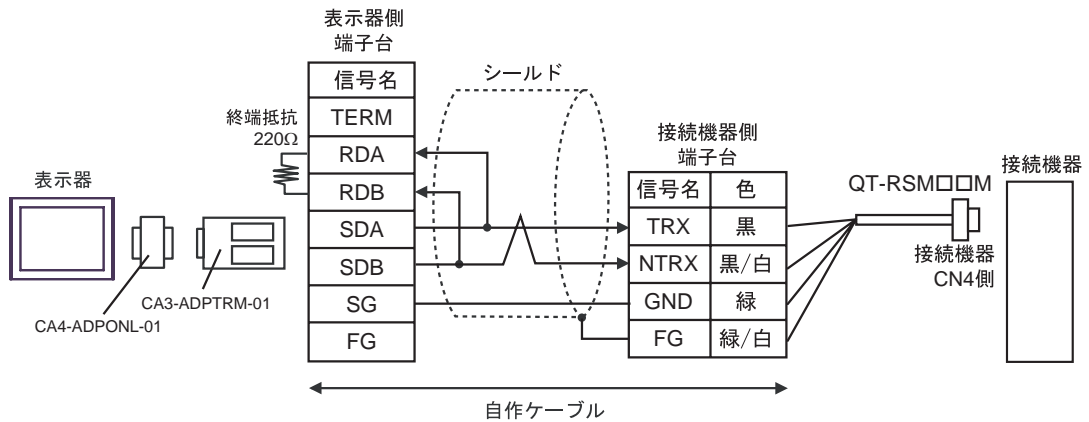 表示器側
端子台
信号名
TERM
RDA
RDB
SDA
SDB
SG
FG
終端抵抗
220Ω
シールド
表示器
CA4-ADPONL-01
CA3-ADPTRM-01
接続機器側
端子台
信号名 色
TRX 黒
NTRX 黒/白
GND 緑
FG 緑/白
QT-RSM□□M
接続機器
CN4側
接続機器
自作ケーブル